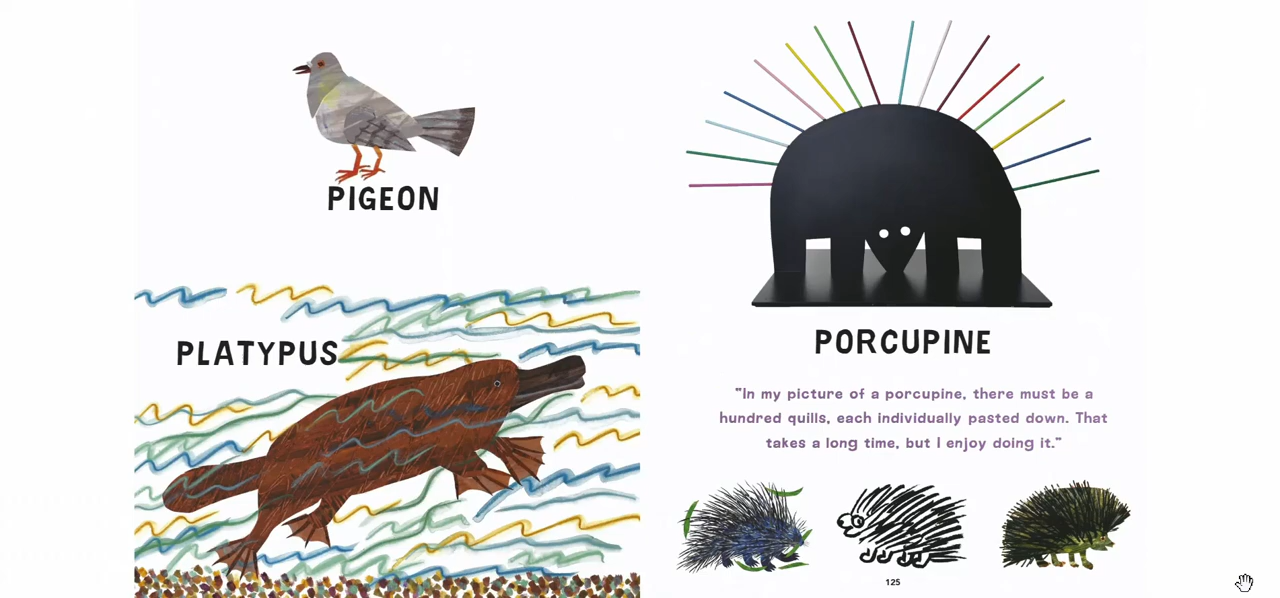 PIGEON
PLATYPUS
PORCUPINE
"In my picture of a porcupine, there must be a
hundred quills, each individually pasted down. That
takes a long time, but I enjoy doing it."
125